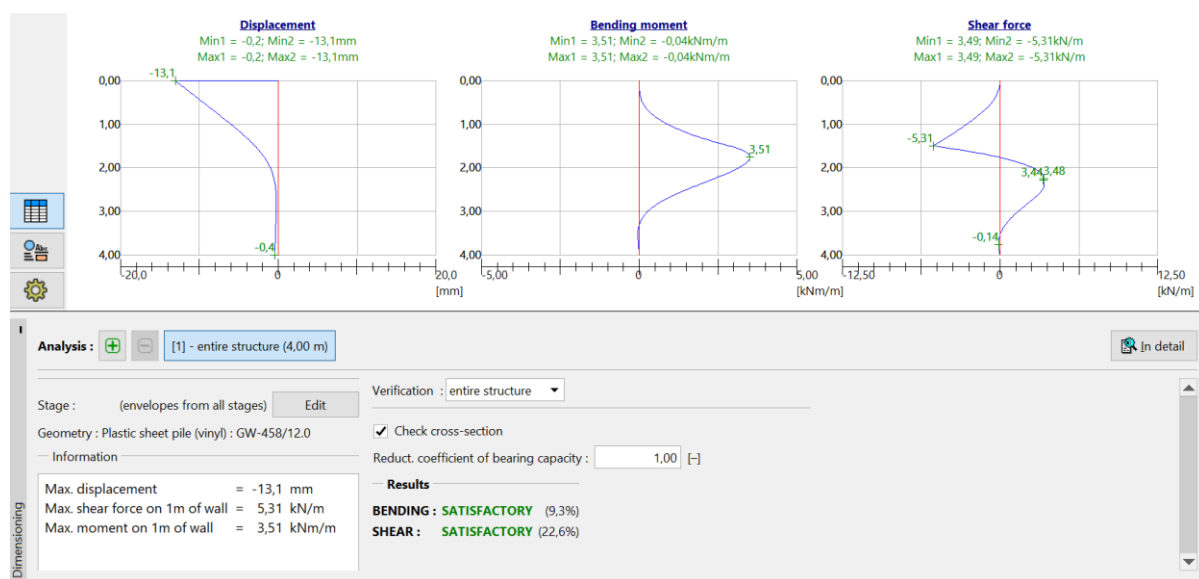 Displacement
Min1 = -0,2; Min2 = -13,1mm
Max1 = -0,2; Max2 = -13,1mm
0,00
-13,1
1,00
2,00
3,00
4,00
-0,4
-20,0
0
20,0
[mm]
Bending moment
Min1 = 3,51; Min2 = -0,04kNm/m
Max1 = 3,51; Max2 = -0,04kNm/m
0,00
1,00
3,51
2,00
3,00
4,00
-5,00
0
5,00
[kNm/m]
Shear force
Min1 = 3,49; Min2 = -5,31kN/m
Max1 = 3,49; Max2 = -5,31kN/m
0,00
1,00
-5,31
2,00
3,44
3,48
3,00
-0,14
4,00
-12,50
0
12,50
[kN/m]
Abc
Dimensioning
Analysis :
[1] - entire structure (4,00 m)
In detail
Stage :
(envelopes from all stages)
Edit
Geometry : Plastic sheet pile (vinyl) : GW-458/12.0
Information
Max. displacement = -13,1 mm
Max. shear force on 1m of wall = 5,31 kN/m
Max. moment on 1m of wall = 3,51 kNm/m
Verification : entire structure
Check cross-section
Reduct. coefficient of bearing capacity : 1,00 [–]
Results
BENDING : SATISFACTORY (9,3%)
SHEAR : SATISFACTORY (22,6%)